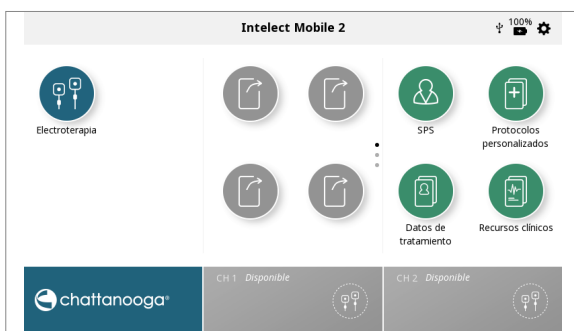 Intelect Mobile 2
100%
Electroterapia
SPS
Protocolos
personalizados
Datos de
tratamiento
Recursos clínicos
chattanooga®
CH 1 Disponible
CH 2 Disponible